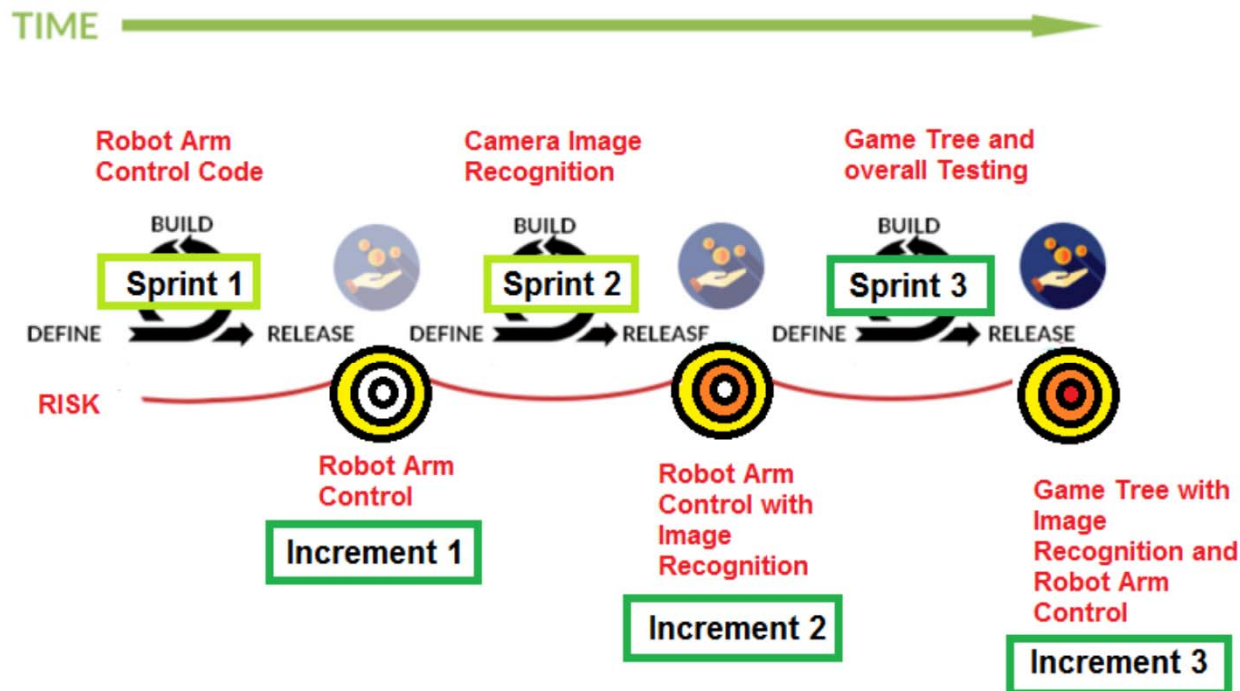 TIME
Robot Arm
Control Code
Camera Image
Recognition
Game Tree and
overall Testing
BUILD
BUILD
BUILD
Sprint 1
Sprint 2
Sprint 3
DEFINE
RELEASE
DEFINE
RELEASE
DEFINE
RELEASE
RISK
Robot Arm
Control
Increment 1
Robot Arm
Control with
Image
Recognition
Increment 2
Game Tree with
Image
Recognition and
Robot Arm
Control
Increment 3